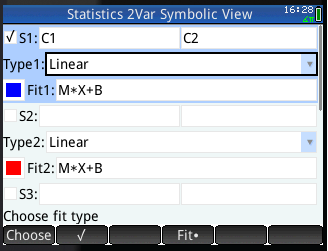 Statistics 2Var Symbolic View 16:28
√ S1: C1 C2
Type1: Linear
Fit1: M*X+B
S2:
Type2: Linear
Fit2: M*X+B
S3:
Choose fit type
Choose √ Fit•